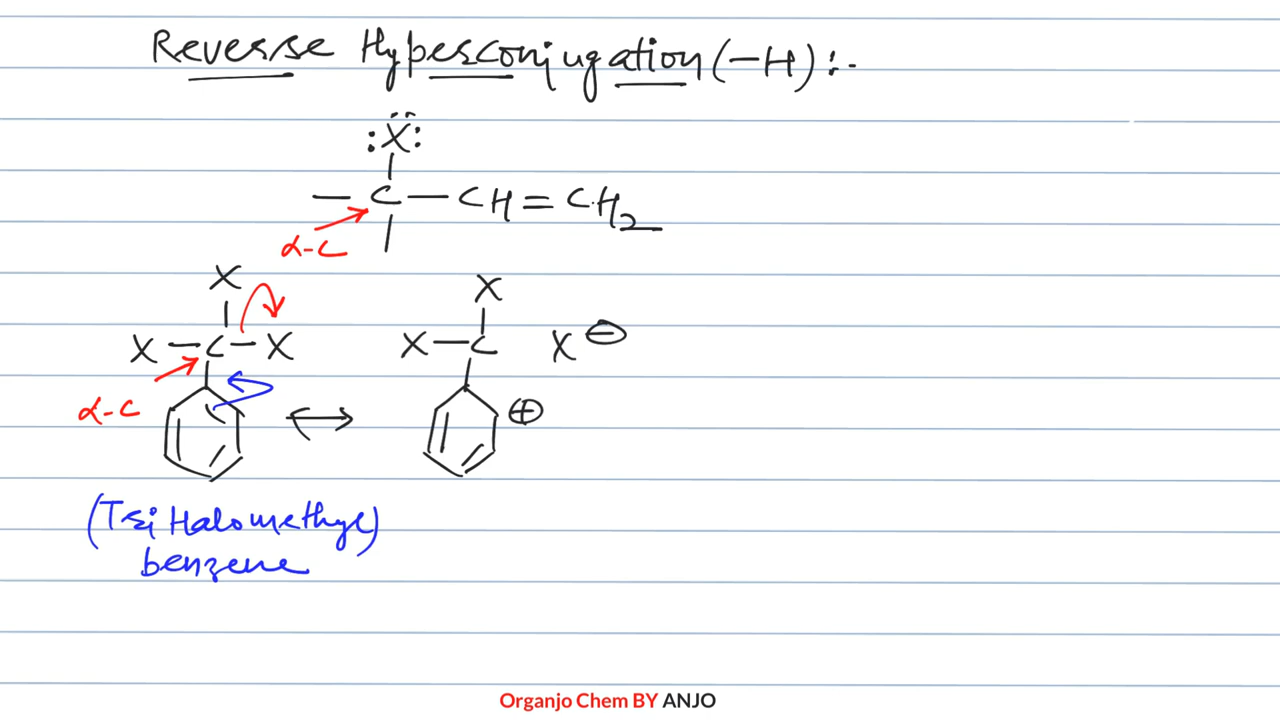 Reverse Hyperconjugation (-H) :-
:Ẍ:
— C — CH = CH₂
α-C
X
X — C — X
α-C
X
X — C X ⊖
⊕
(Tri Halomethyl)
benzene
Organjo Chem BY ANJO